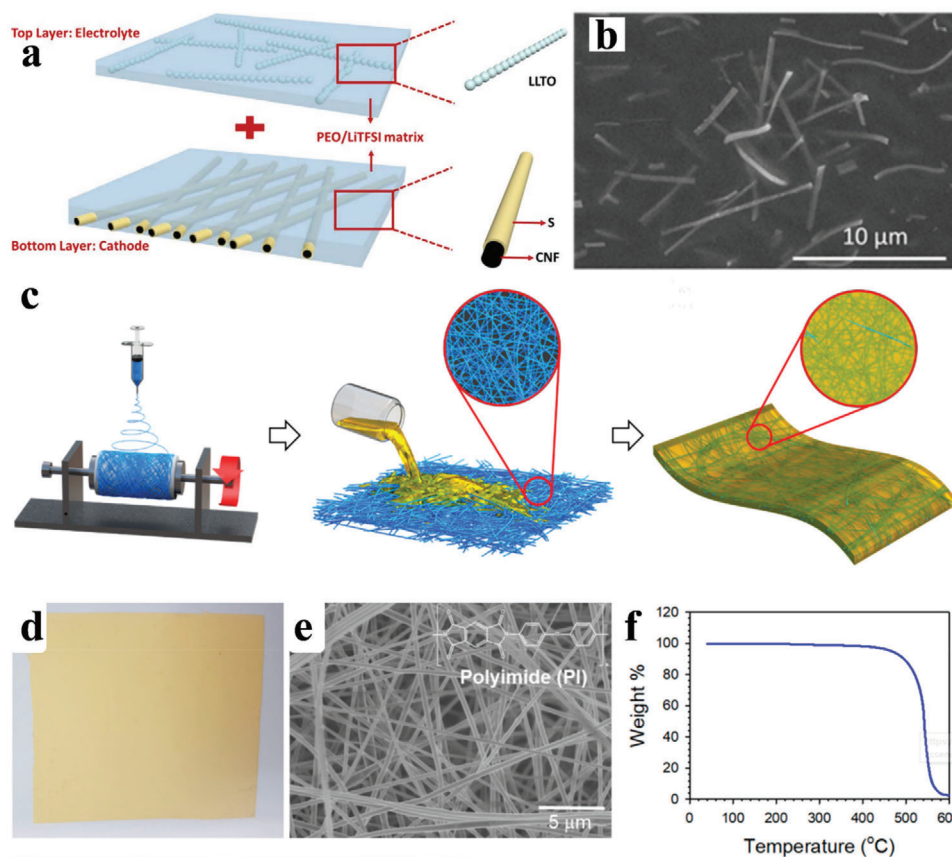 a
Top Layer: Electrolyte
LLTO
PEO/LiTFSI matrix
S
CNF
Bottom Layer: Cathode
b
10 μm
c
d
e
Polyimide (PI)
5 μm
f
Weight %
120
100
80
60
40
20
0
0 100 200 300 400 500 600
Temperature (°C)